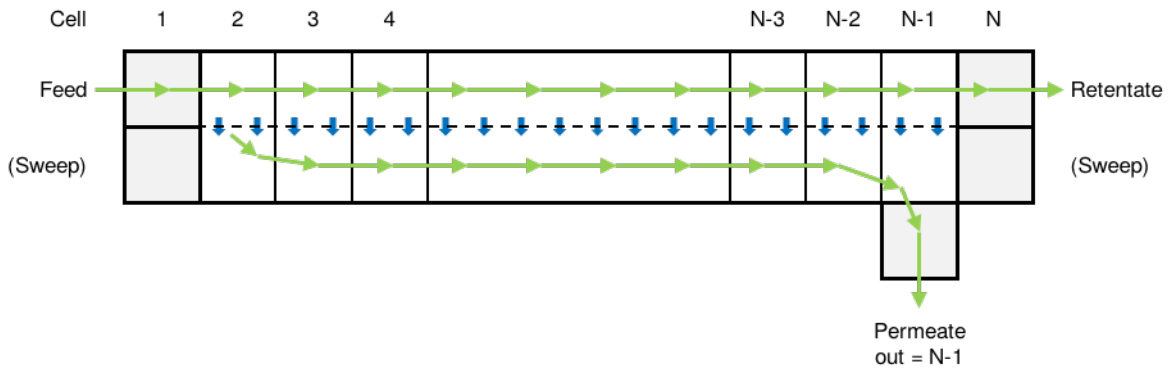 Cell 1 2 3 4 N-3 N-2 N-1 N
Feed Retentate
(Sweep) (Sweep)
Permeate
out = N-1